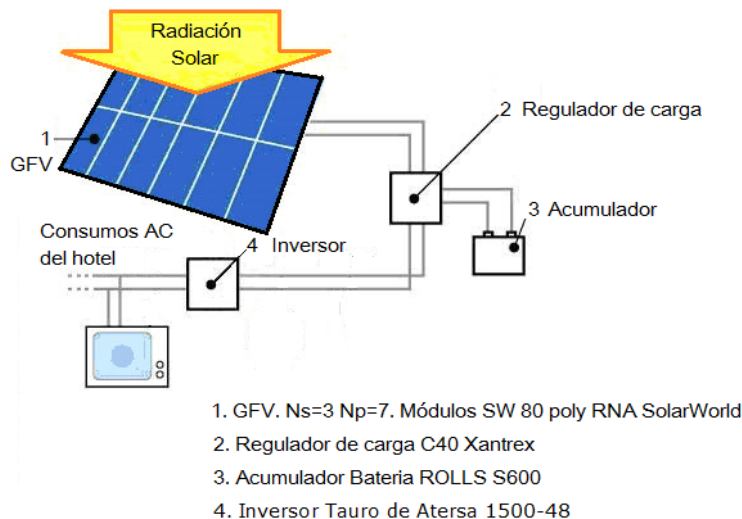 Radiación
Solar
2 Regulador de carga
1
GFV
3 Acumulador
Consumos AC
del hotel
4 Inversor
1. GFV. Ns=3 Np=7. Módulos SW 80 poly RNA SolarWorld
2. Regulador de carga C40 Xantrex
3. Acumulador Bateria ROLLS S600
4. Inversor Tauro de Atersa 1500-48